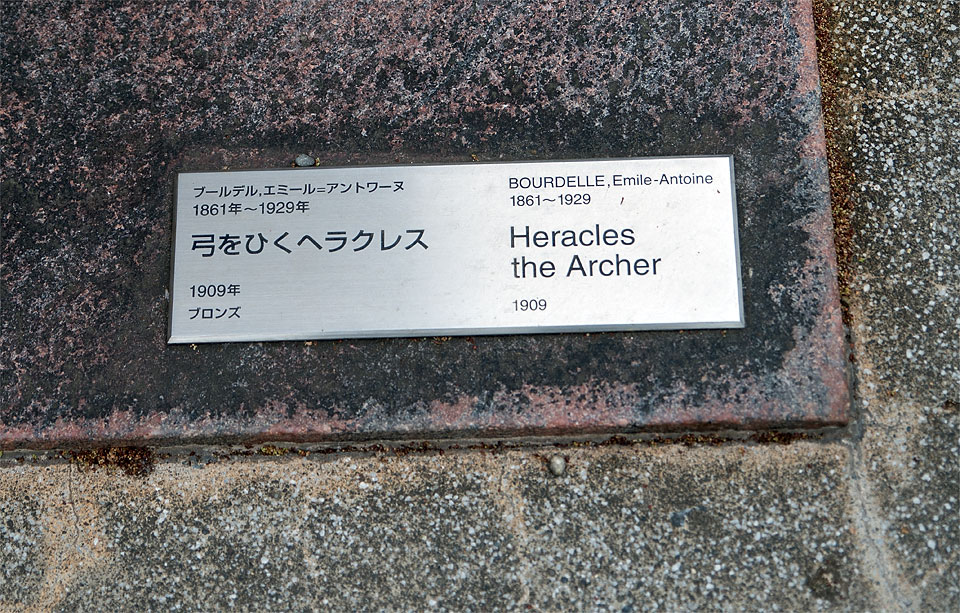 ブールデル,エミール=アントワーヌ
1861年～1929年
弓をひくヘラクレス
1909年
ブロンズ
BOURDELLE,Emile-Antoine
1861～1929
Heracles
the Archer
1909